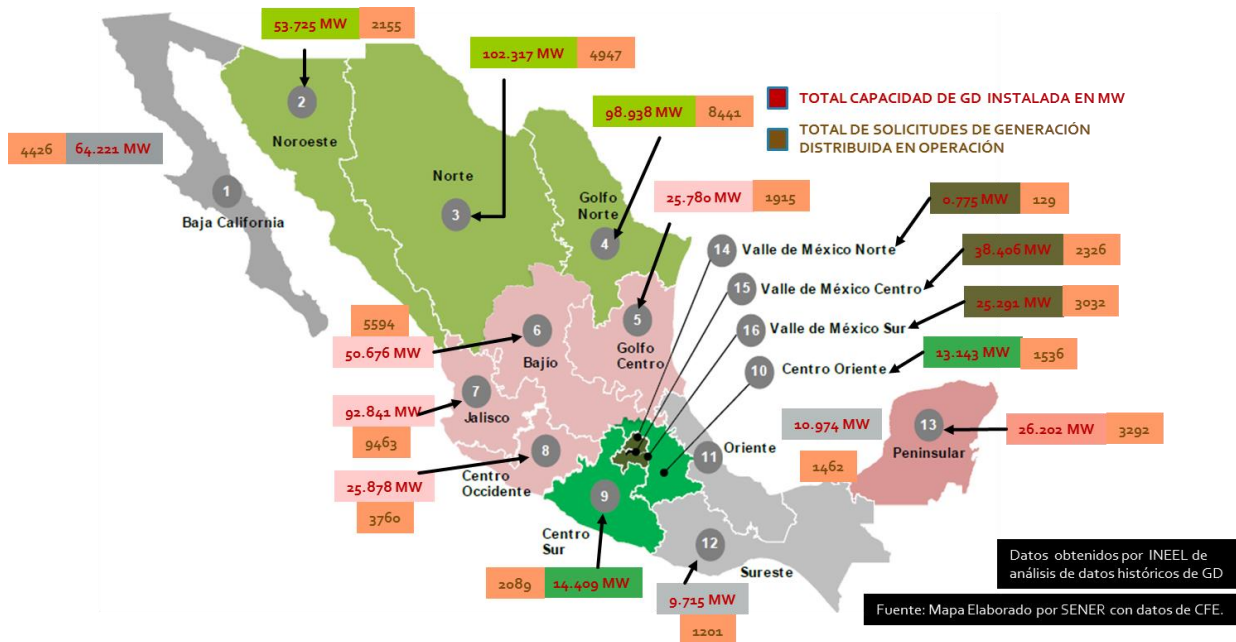 53.725 MW 2155
102.317 MW 4947
98.938 MW 8441
TOTAL CAPACIDAD DE GD INSTALADA EN MW
TOTAL DE SOLICITUDES DE GENERACIÓN
DISTRIBUIDA EN OPERACIÓN
2
Noroeste
4426 64.221 MW
1
Baja California
Norte
3
Golfo
Norte
4
25.780 MW 1915
0.775 MW 129
14 Valle de México Norte
38.406 MW 2326
15 Valle de México Centro
25.291 MW 3032
16 Valle de México Sur
13.143 MW 1536
10 Centro Oriente
5
Golfo
Centro
6
Bajío
5594
50.676 MW
7
Jalisco
92.841 MW
9463
8
Centro
Occidente
25.878 MW
3760
9
Centro
Sur
2089 14.409 MW
11
Oriente
10.974 MW
1462
13
Peninsular
26.202 MW 3292
12
Sureste
9.715 MW
1201
Datos obtenidos por INEEL de
análisis de datos históricos de GD
Fuente: Mapa Elaborado por SENER con datos de CFE.